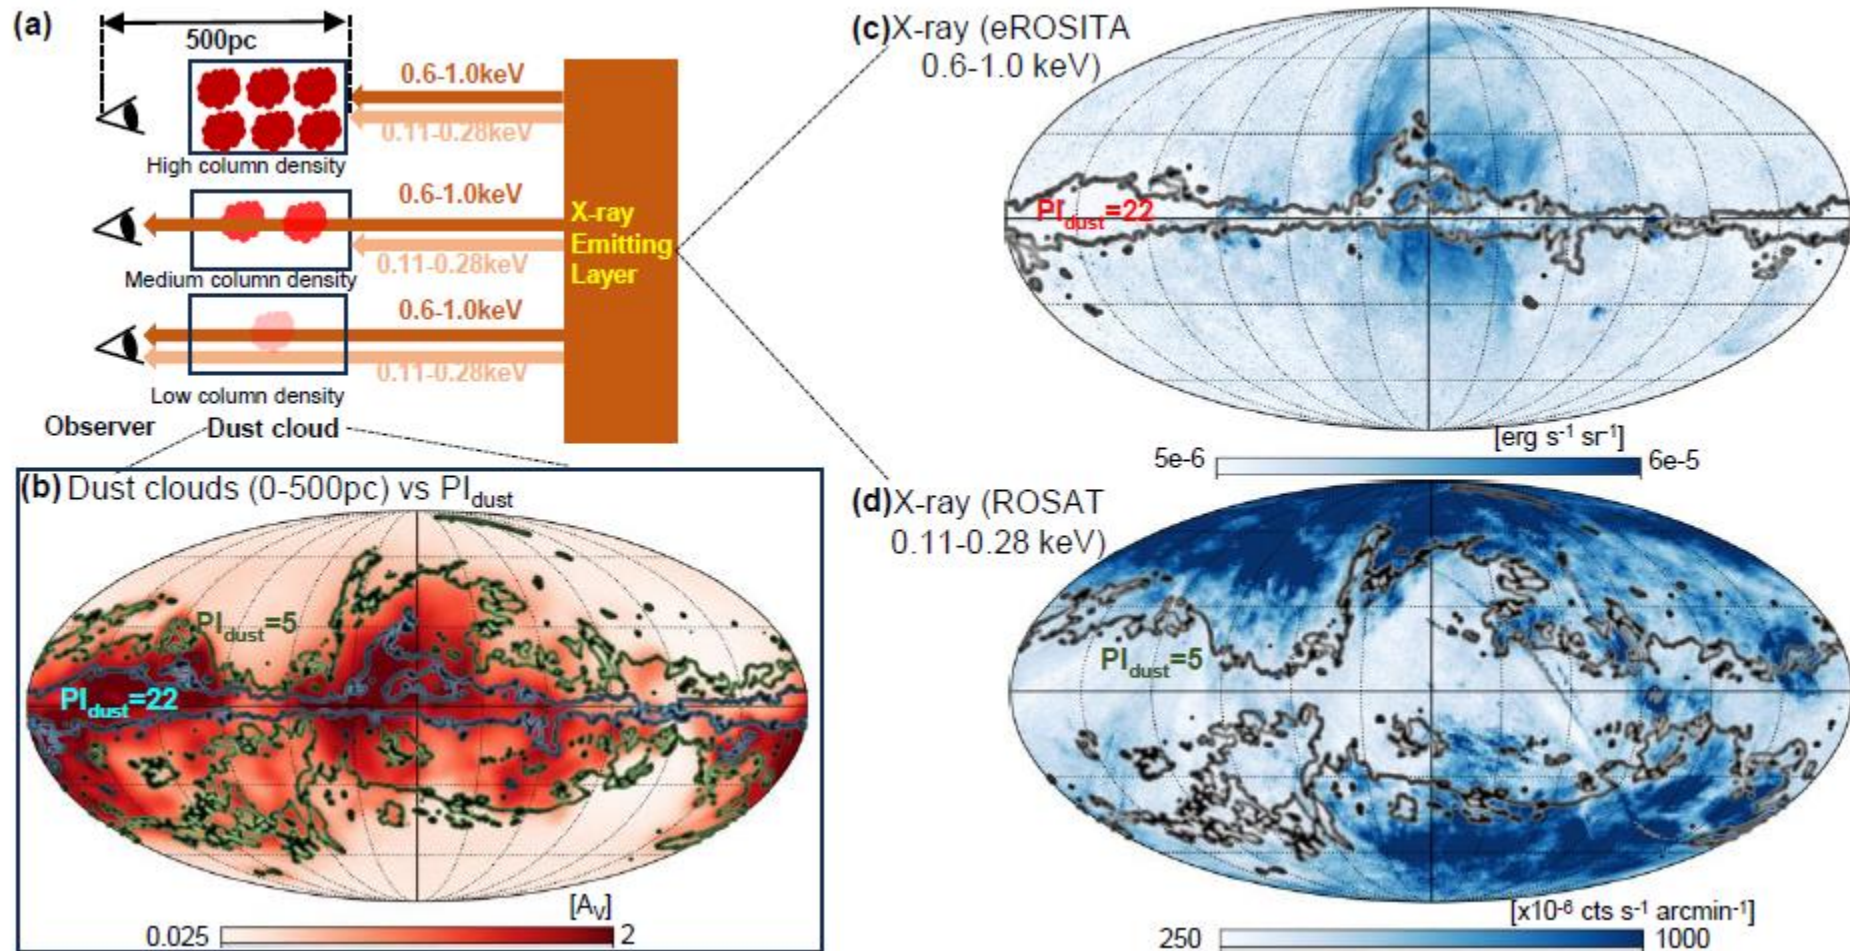 (a)
500pc
0.6-1.0keV
0.11-0.28keV
High column density
0.6-1.0keV
0.11-0.28keV
Medium column density
0.6-1.0keV
0.11-0.28keV
Low column density
X-ray
Emitting
Layer
Observer
Dust cloud
(b) Dust clouds (0-500pc) vs PIdust
PIdust=5
PIdust=22
[AV]
0.025
2
(c)X-ray (eROSITA
0.6-1.0 keV)
PIdust=22
[erg s-1 sr-1]
5e-6
6e-5
(d)X-ray (ROSAT
0.11-0.28 keV)
PIdust=5
[x10-6 cts s-1 arcmin-1]
250
1000